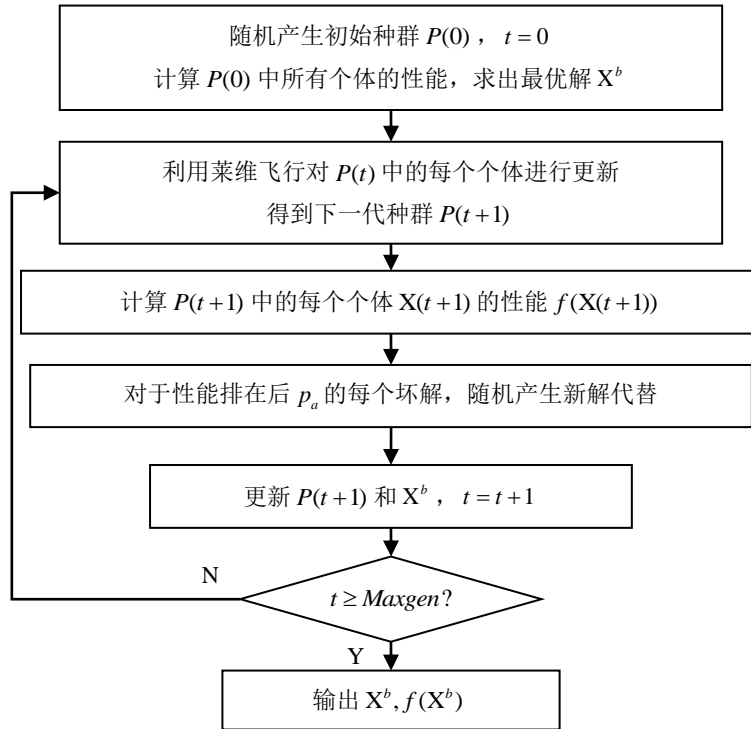 随机产生初始种群 P(0) ， t = 0
计算 P(0) 中所有个体的性能，求出最优解 X^b
利用莱维飞行对 P(t) 中的每个个体进行更新
得到下一代种群 P(t+1)
计算 P(t+1) 中的每个个体 X(t+1) 的性能 f(X(t+1))
对于性能排在后 p_a 的每个坏解，随机产生新解代替
更新 P(t+1) 和 X^b ， t = t+1
N
t ≥ Maxgen?
Y
输出 X^b, f(X^b)